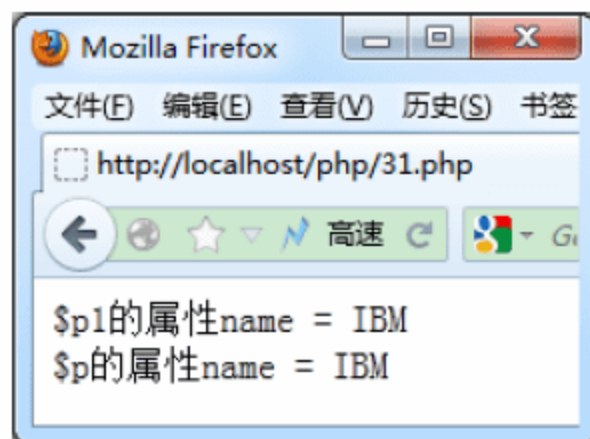 Mozilla Firefox
文件(F) 编辑(E) 查看(V) 历史(S) 书签
http://localhost/php/31.php
高速
$p1的属性name = IBM
$p的属性name = IBM